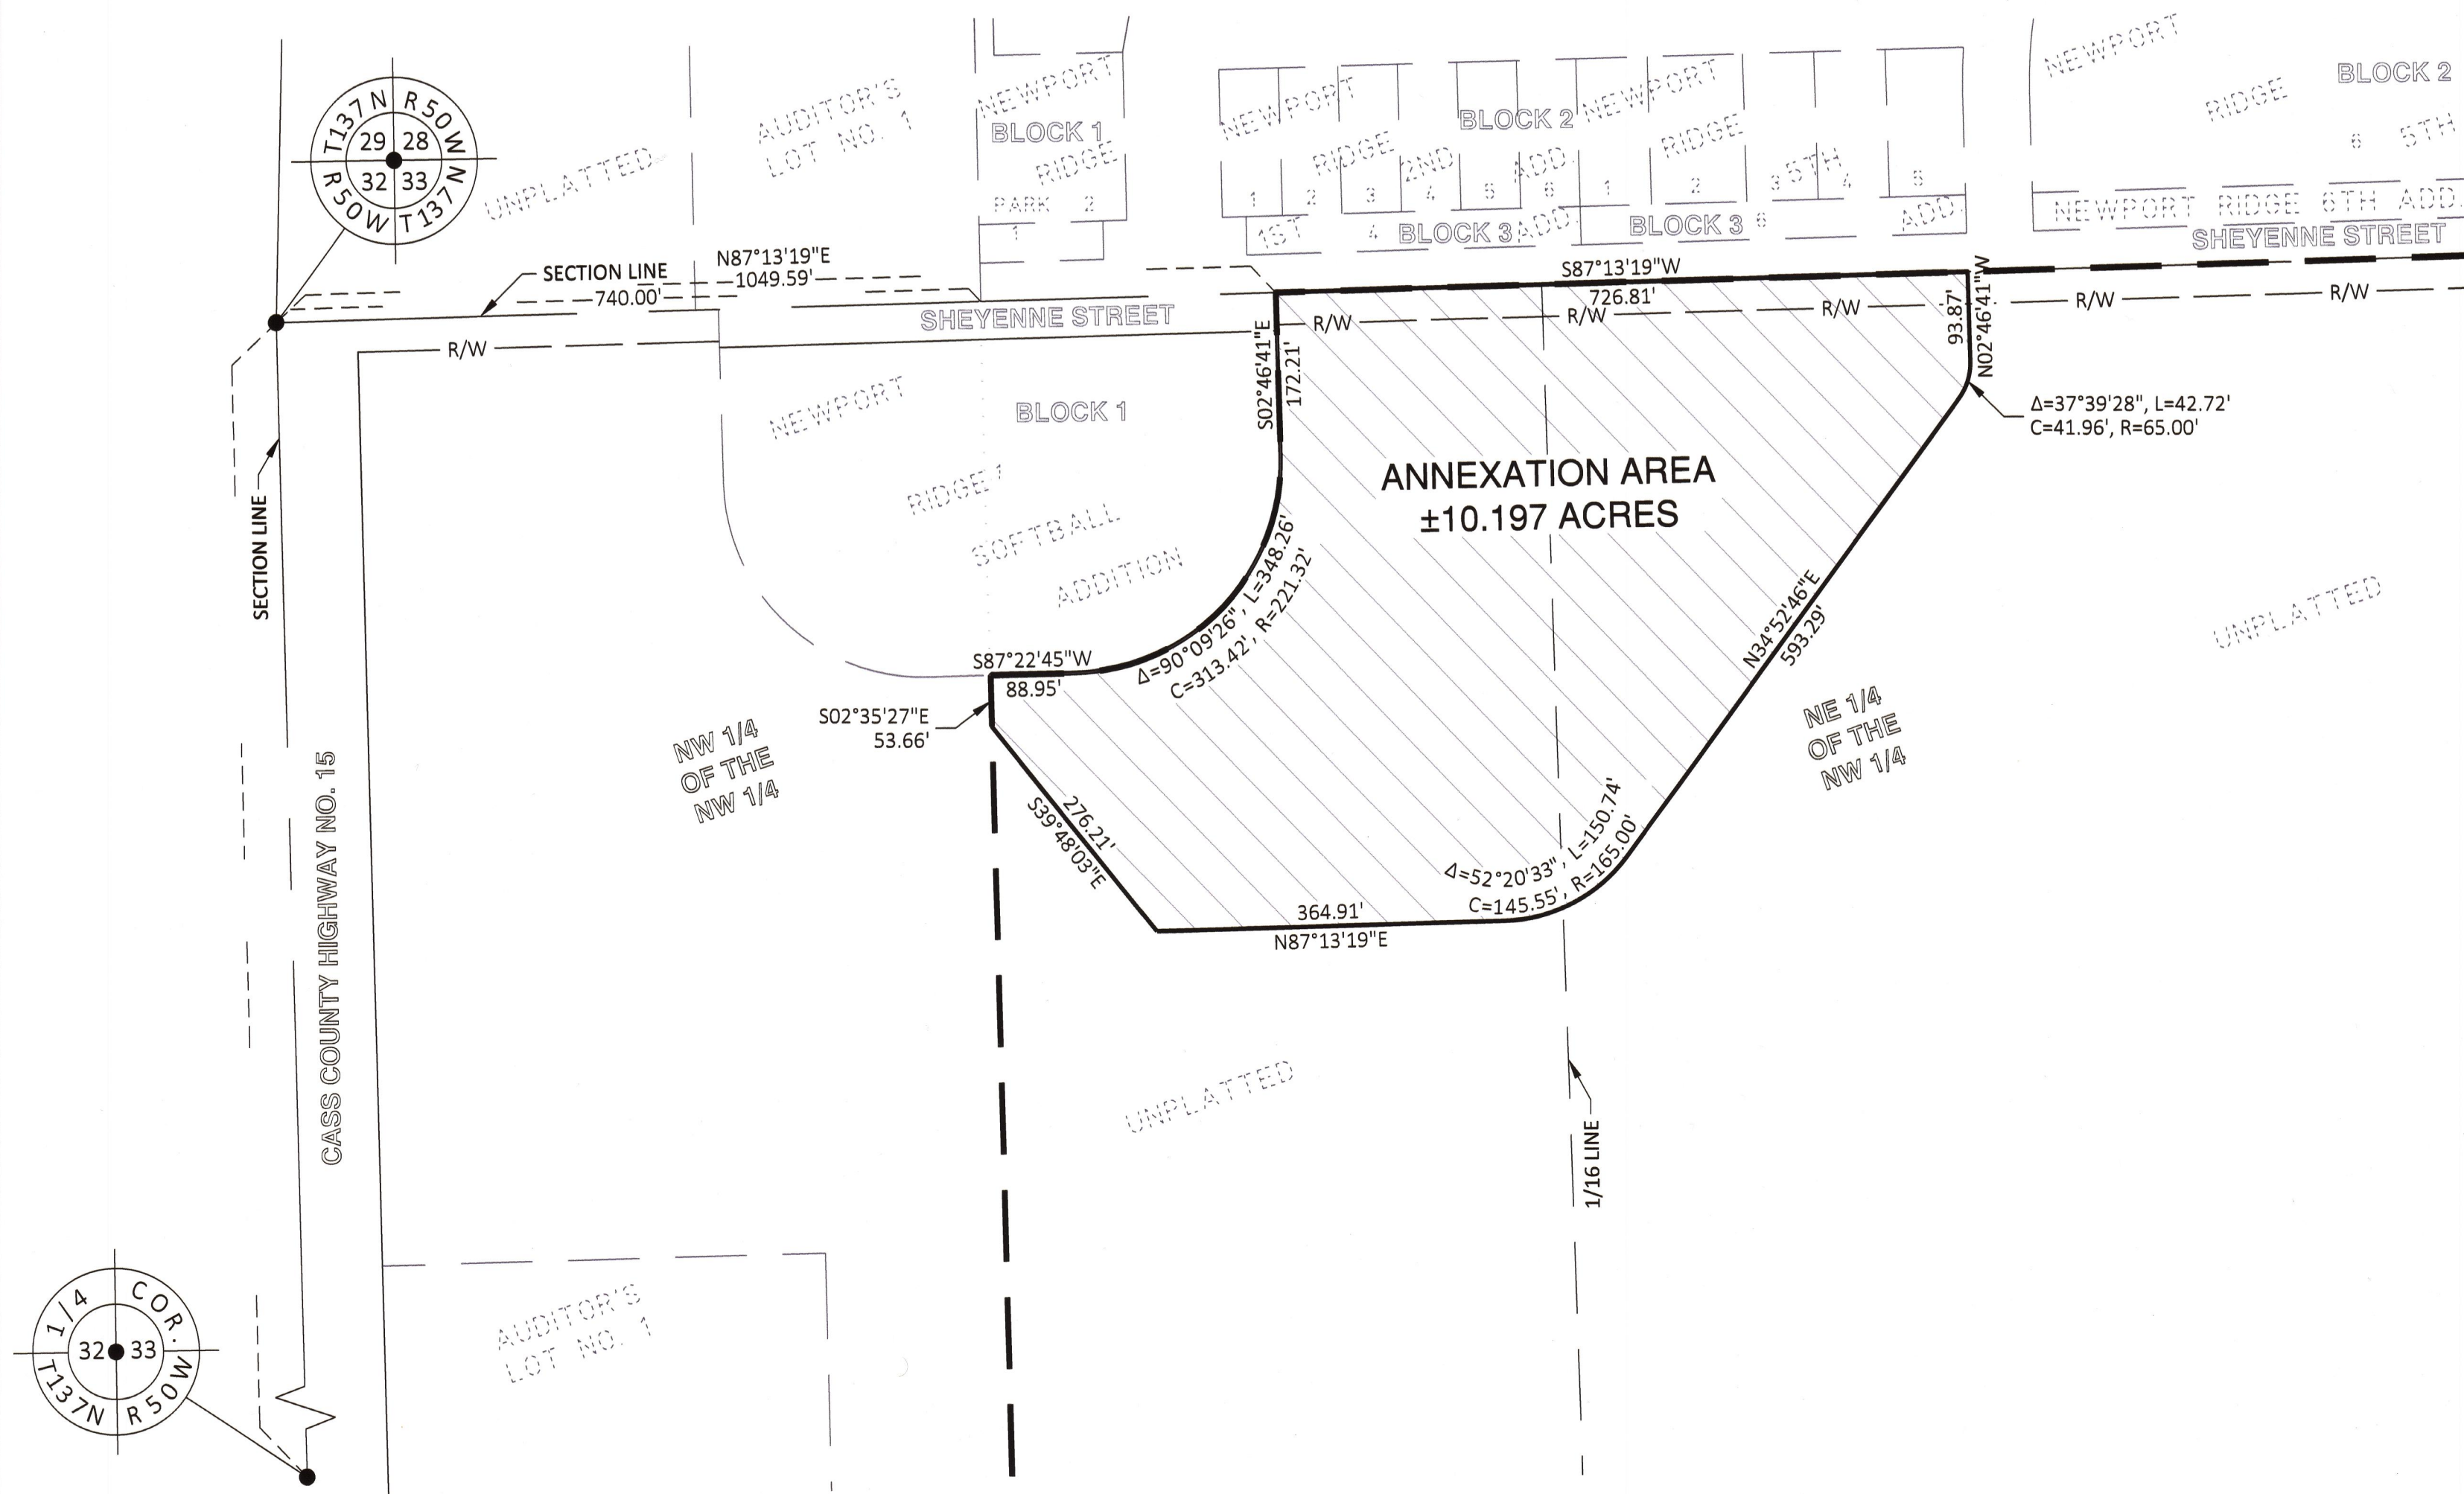 T137N R50W
29 28
32 33
R50W T137N
UNPLATTED
AUDITOR'S
LOT NO. 1
NEWPORT
BLOCK 1
RIDGE
PARK 2
1
NEWPORT
RIDGE
2ND
ADD.
BLOCK 2
1 2 3 4 5 6
1ST
4
BLOCK 3
ADD.
NEWPORT
RIDGE
5TH
1 2 3 4 5
BLOCK 3
6
ADD.
NEWPORT
RIDGE
BLOCK 2
6
5TH
NEWPORT RIDGE 6TH ADD.
SHEYENNE STREET
SECTION LINE
N87°13'19"E
1049.59'
740.00'
SHEYENNE STREET
R/W
S87°13'19"W
726.81'
R/W
R/W
R/W
R/W
R/W
93.87'
N02°46'41"W
S02°46'41"E
172.21'
Δ=37°39'28", L=42.72'
C=41.96', R=65.00'
NEWPORT
BLOCK 1
RIDGE
SOFTBALL
ADDITION
ANNEXATION AREA
±10.197 ACRES
SECTION LINE
Δ=90°09'26", L=348.26'
C=313.42', R=221.32'
N34°52'46"E
593.29'
UNPLATTED
S87°22'45"W
88.95'
S02°35'27"E
53.66'
NW 1/4
OF THE
NW 1/4
NE 1/4
OF THE
NW 1/4
276.21'
S39°48'03"E
Δ=52°20'33", L=150.74'
C=145.55', R=165.00'
364.91'
N87°13'19"E
CASS COUNTY HIGHWAY NO. 15
UNPLATTED
1/16 LINE
AUDITOR'S
LOT NO. 1
1/4 COR.
32 33
T137N R50W